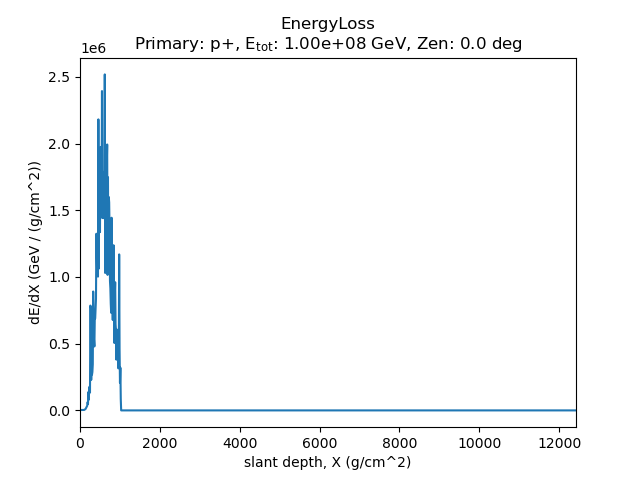 EnergyLoss
Primary: p+, E_tot: 1.00e+08 GeV, Zen: 0.0 deg
1e6
2.5
2.0
1.5
1.0
0.5
0.0
dE/dX (GeV / (g/cm^2))
0 2000 4000 6000 8000 10000 12000
slant depth, X (g/cm^2)